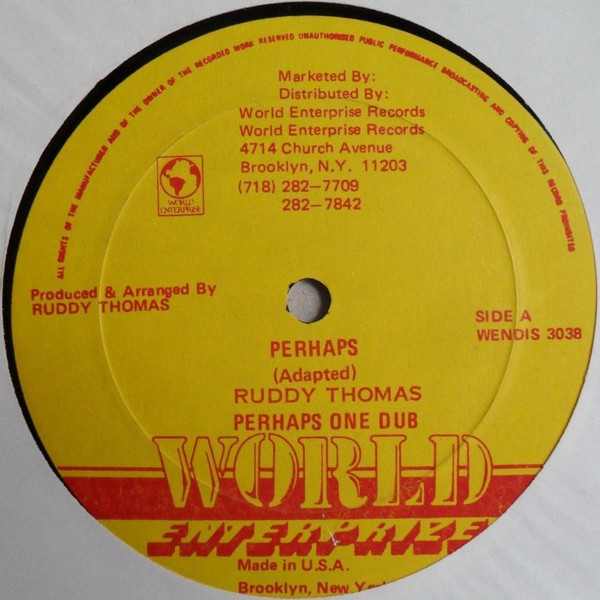 ALL RIGHTS OF THE MANUFACTURER AND OF THE OWNER OF THE RECORDED WORK RESERVED UNAUTHORISED PUBLIC PERFORMANCE BROADCASTING AND COPYING OF THIS RECORD PROHIBITED
Marketed By:
Distributed By:
World Enterprise Records
World Enterprise Records
4714 Church Avenue
Brooklyn, N.Y. 11203
(718) 282-7709
282-7842
WORLD
ENTERPRISE
Produced & Arranged By
RUDDY THOMAS
SIDE A
WENDIS 3038
PERHAPS
(Adapted)
RUDDY THOMAS
PERHAPS ONE DUB
WORLD
ENTERPRIZE
Made in U.S.A.
Brooklyn, New York